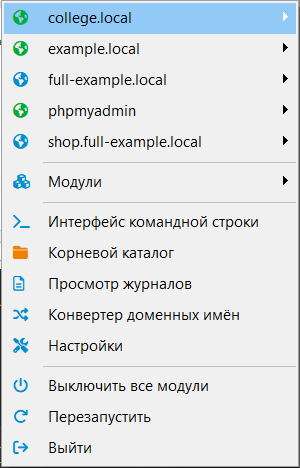 college.local
example.local
full-example.local
phpmyadmin
shop.full-example.local
Модули
Интерфейс командной строки
Корневой каталог
Просмотр журналов
Конвертер доменных имён
Настройки
Выключить все модули
Перезапустить
Выйти